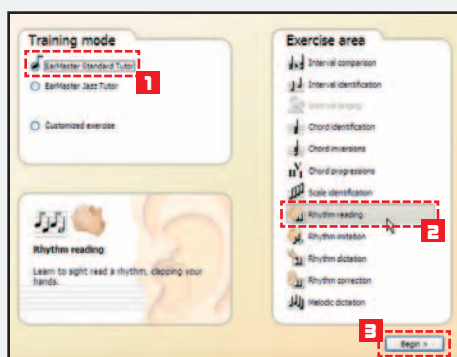 Training mode
EarMaster Standard Tutor
1
EarMaster Jazz Tutor
Customized exercise
Rhythm reading
Learn to sight read a rhythm, clapping your
hands.
Exercise area
Interval comparison
Interval identification
Interval singing
Chord identification
Chord inversions
Chord progressions
Scale identification
Rhythm reading
2
Rhythm imitation
Rhythm dictation
Rhythm correction
Melodic dictation
3
Begin >